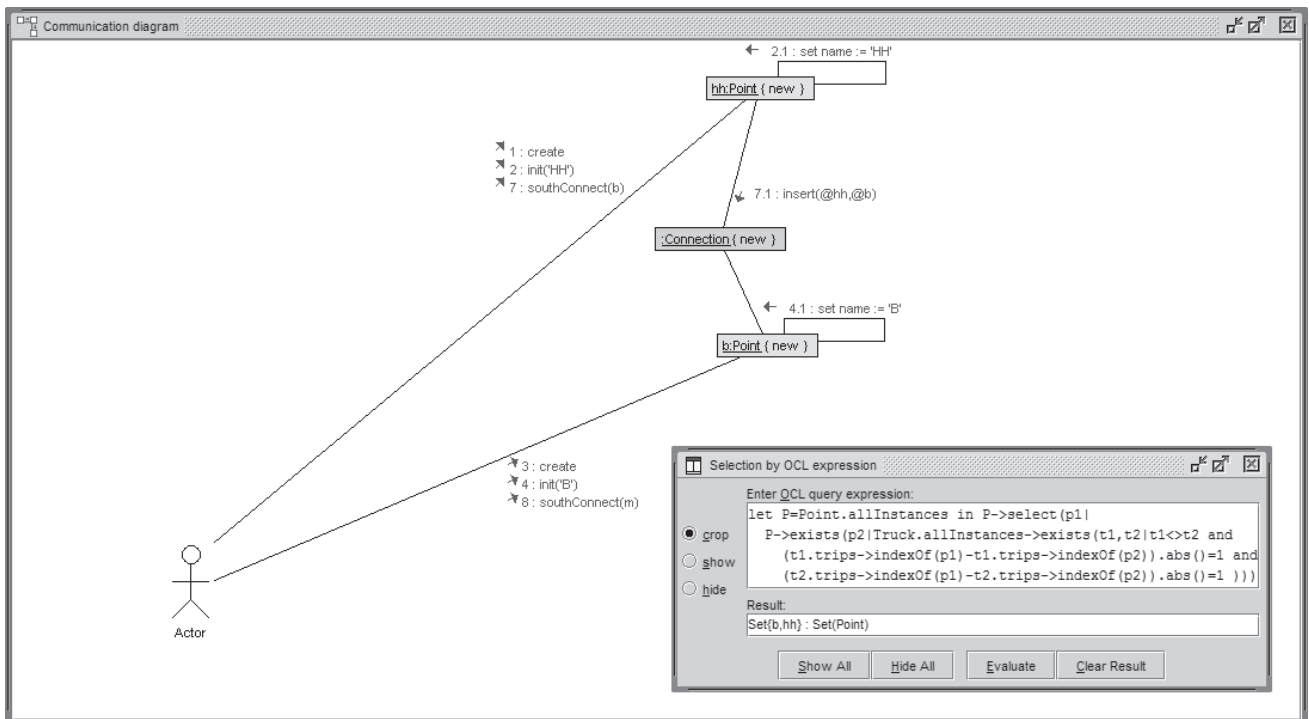 Communication diagram
2.1 : set name := 'HH'
hh:Point { new }
1 : create
2 : init('HH')
7 : southConnect(b)
7.1 : insert(@hh,@b)
:Connection { new }
4.1 : set name := 'B'
b:Point { new }
3 : create
4 : init('B')
8 : southConnect(m)
Actor
Selection by OCL expression
Enter OCL query expression:
crop
show
hide
let P=Point.allInstances in P->select(p1|
P->exists(p2|Truck.allInstances->exists(t1,t2|t1<>t2 and
(t1.trips->indexOf(p1)-t1.trips->indexOf(p2)).abs()=1 and
(t2.trips->indexOf(p1)-t2.trips->indexOf(p2)).abs()=1 )))
Result:
Set{b,hh} : Set(Point)
Show All Hide All Evaluate Clear Result